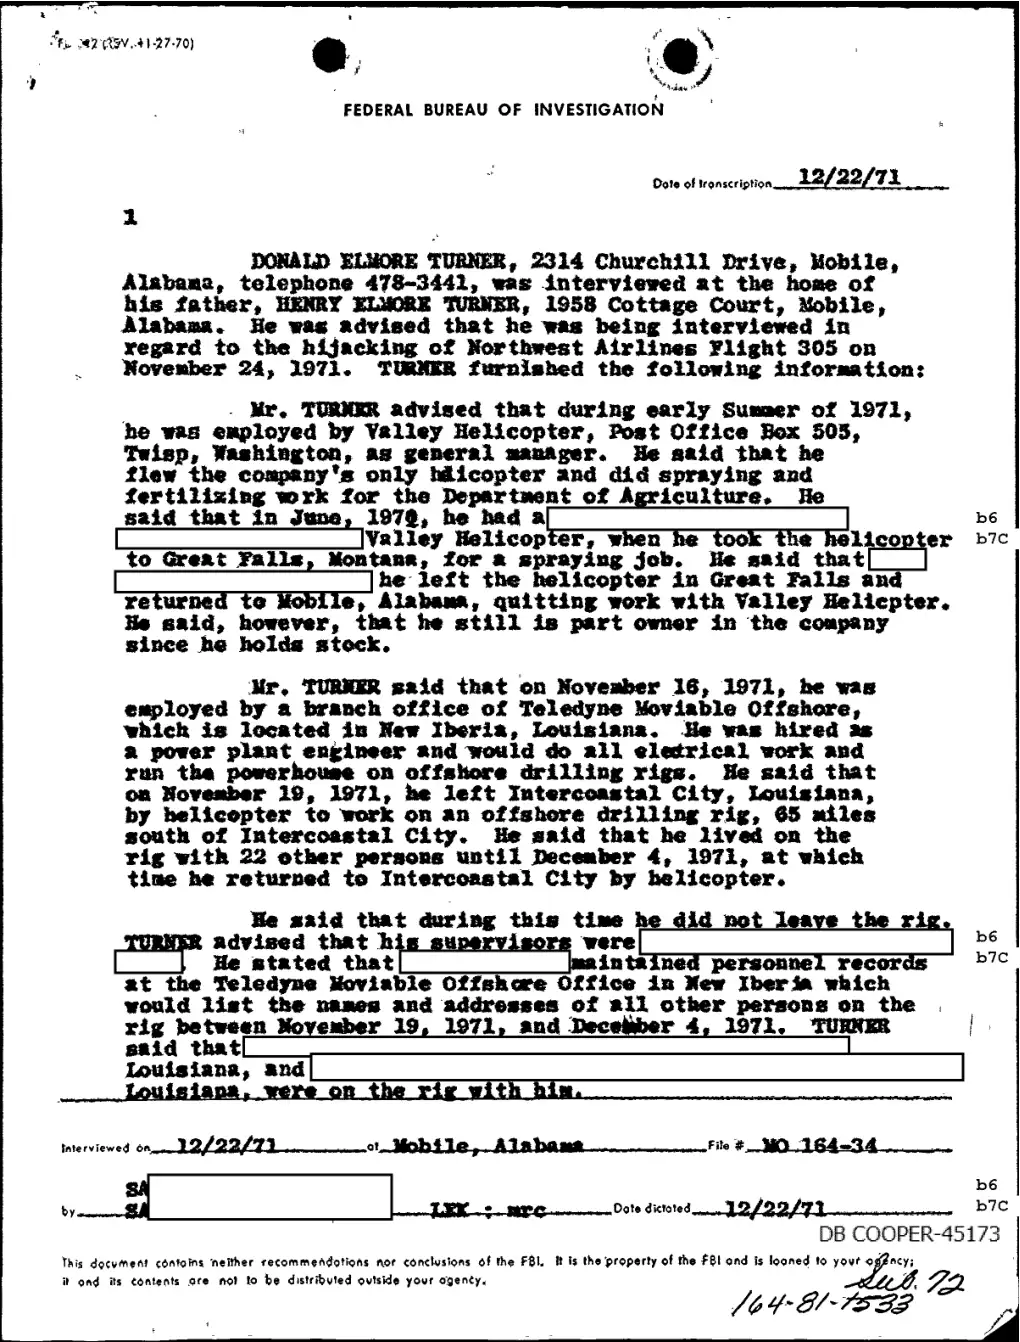 (REV. 11-27-70)
FEDERAL BUREAU OF INVESTIGATION
Date of transcription 12/22/71
1
DONALD ELMORE TURNER, 2314 Churchill Drive, Mobile,
Alabama, telephone 478-3441, was interviewed at the home of
his father, HENRY ELMORE TURNER, 1958 Cottage Court, Mobile,
Alabama. He was advised that he was being interviewed in
regard to the hijacking of Northwest Airlines Flight 305 on
November 24, 1971. TURNER furnished the following information:
Mr. TURNER advised that during early Summer of 1971,
he was employed by Valley Helicopter, Post Office Box 505,
Twisp, Washington, as general manager. He said that he
flew the company's only helicopter and did spraying and
fertilizing work for the Department of Agriculture. He
said that in June, 1971, he had a b6
Valley Helicopter, when he took the helicopter b7C
to Great Falls, Montana, for a spraying job. He said that
he left the helicopter in Great Falls and
returned to Mobile, Alabama, quitting work with Valley Helicpter.
He said, however, that he still is part owner in the company
since he holds stock.
Mr. TURNER said that on November 16, 1971, he was
employed by a branch office of Teledyne Moviable Offshore,
which is located in New Iberia, Louisiana. He was hired as
a power plant engineer and would do all electrical work and
run the powerhouse on offshore drilling rigs. He said that
on November 19, 1971, he left Intercoastal City, Louisiana,
by helicopter to work on an offshore drilling rig, 65 miles
south of Intercoastal City. He said that he lived on the
rig with 22 other persons until December 4, 1971, at which
time he returned to Intercoastal City by helicopter.
He said that during this time he did not leave the rig.
TURNER advised that his supervisors were b6
. He stated that maintained personnel records b7C
at the Teledyne Moviable Offshore Office in New Iberia which
would list the names and addresses of all other persons on the
rig between November 19, 1971, and December 4, 1971. TURNER
said that
Louisiana, and
Louisiana, were on the rig with him.
Interviewed on 12/22/71 at Mobile, Alabama File # MO 164-34
SA b6
by SA LEK : mrc Date dictated 12/22/71 b7C
DB COOPER-45173
This document contains neither recommendations nor conclusions of the FBI. It is the property of the FBI and is loaned to your agency;
it and its contents are not to be distributed outside your agency.
Sub. 72
164-81-1533